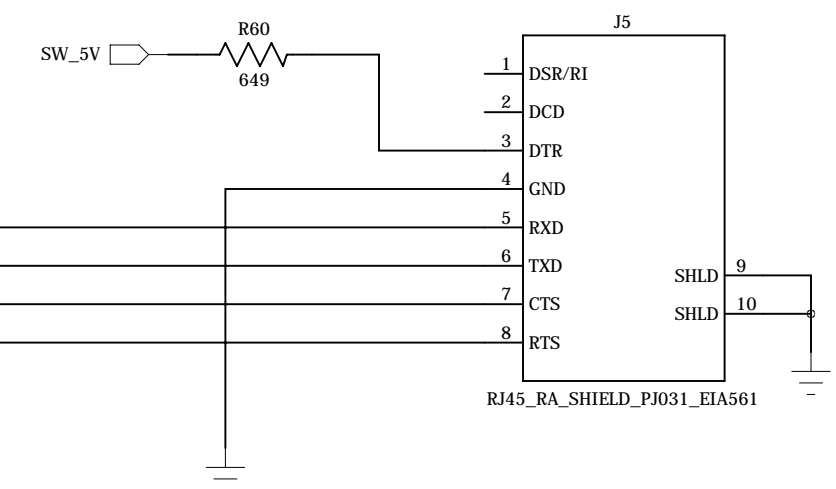 J5
R60
SW_5V
649
1 DSR/RI
2 DCD
3 DTR
4 GND
5 RXD
6 TXD
SHLD 9
7 CTS
SHLD 10
8 RTS
RJ45_RA_SHIELD_PJ031_EIA561